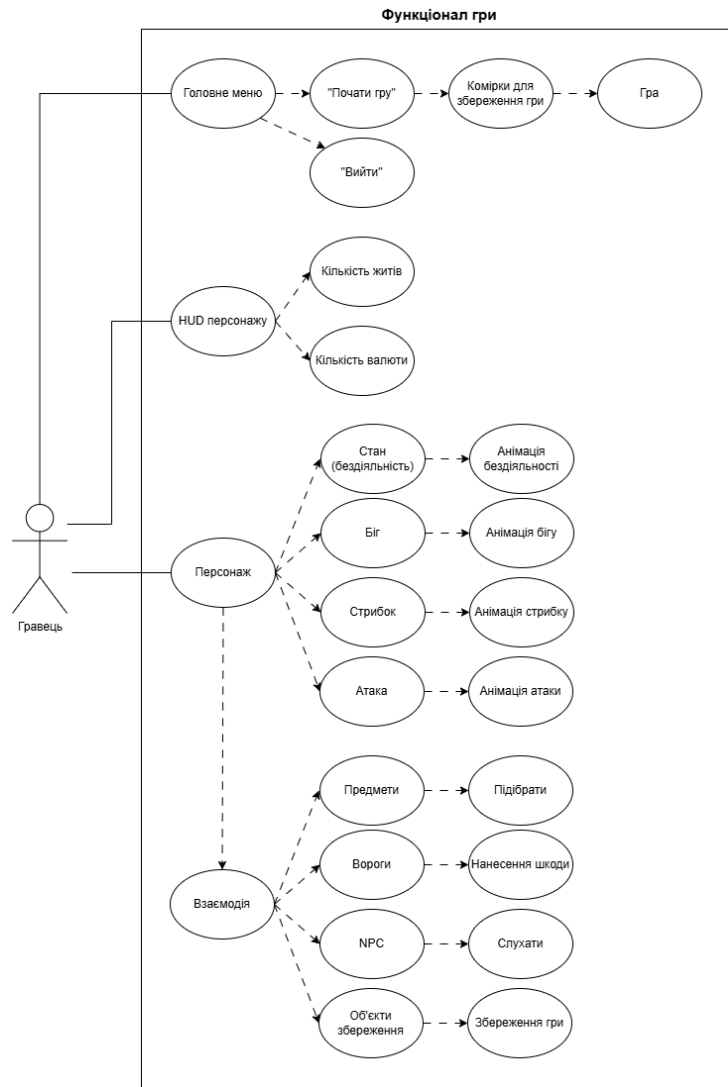 Функціонал гри
Головне меню
"Почати гру"
Комірки для
збереження гри
Гра
"Вийти"
Кількість житів
HUD персонажу
Кількість валюти
Стан
(бездіяльність)
Анімація
бездіяльності
Біг
Анімація бігу
Персонаж
Гравець
Стрибок
Анімація стрибку
Атака
Анімація атаки
Предмети
Підібрати
Вороги
Нанесення шкоди
Взаємодія
NPC
Слухати
Об'єкти
збереження
Збереження гри